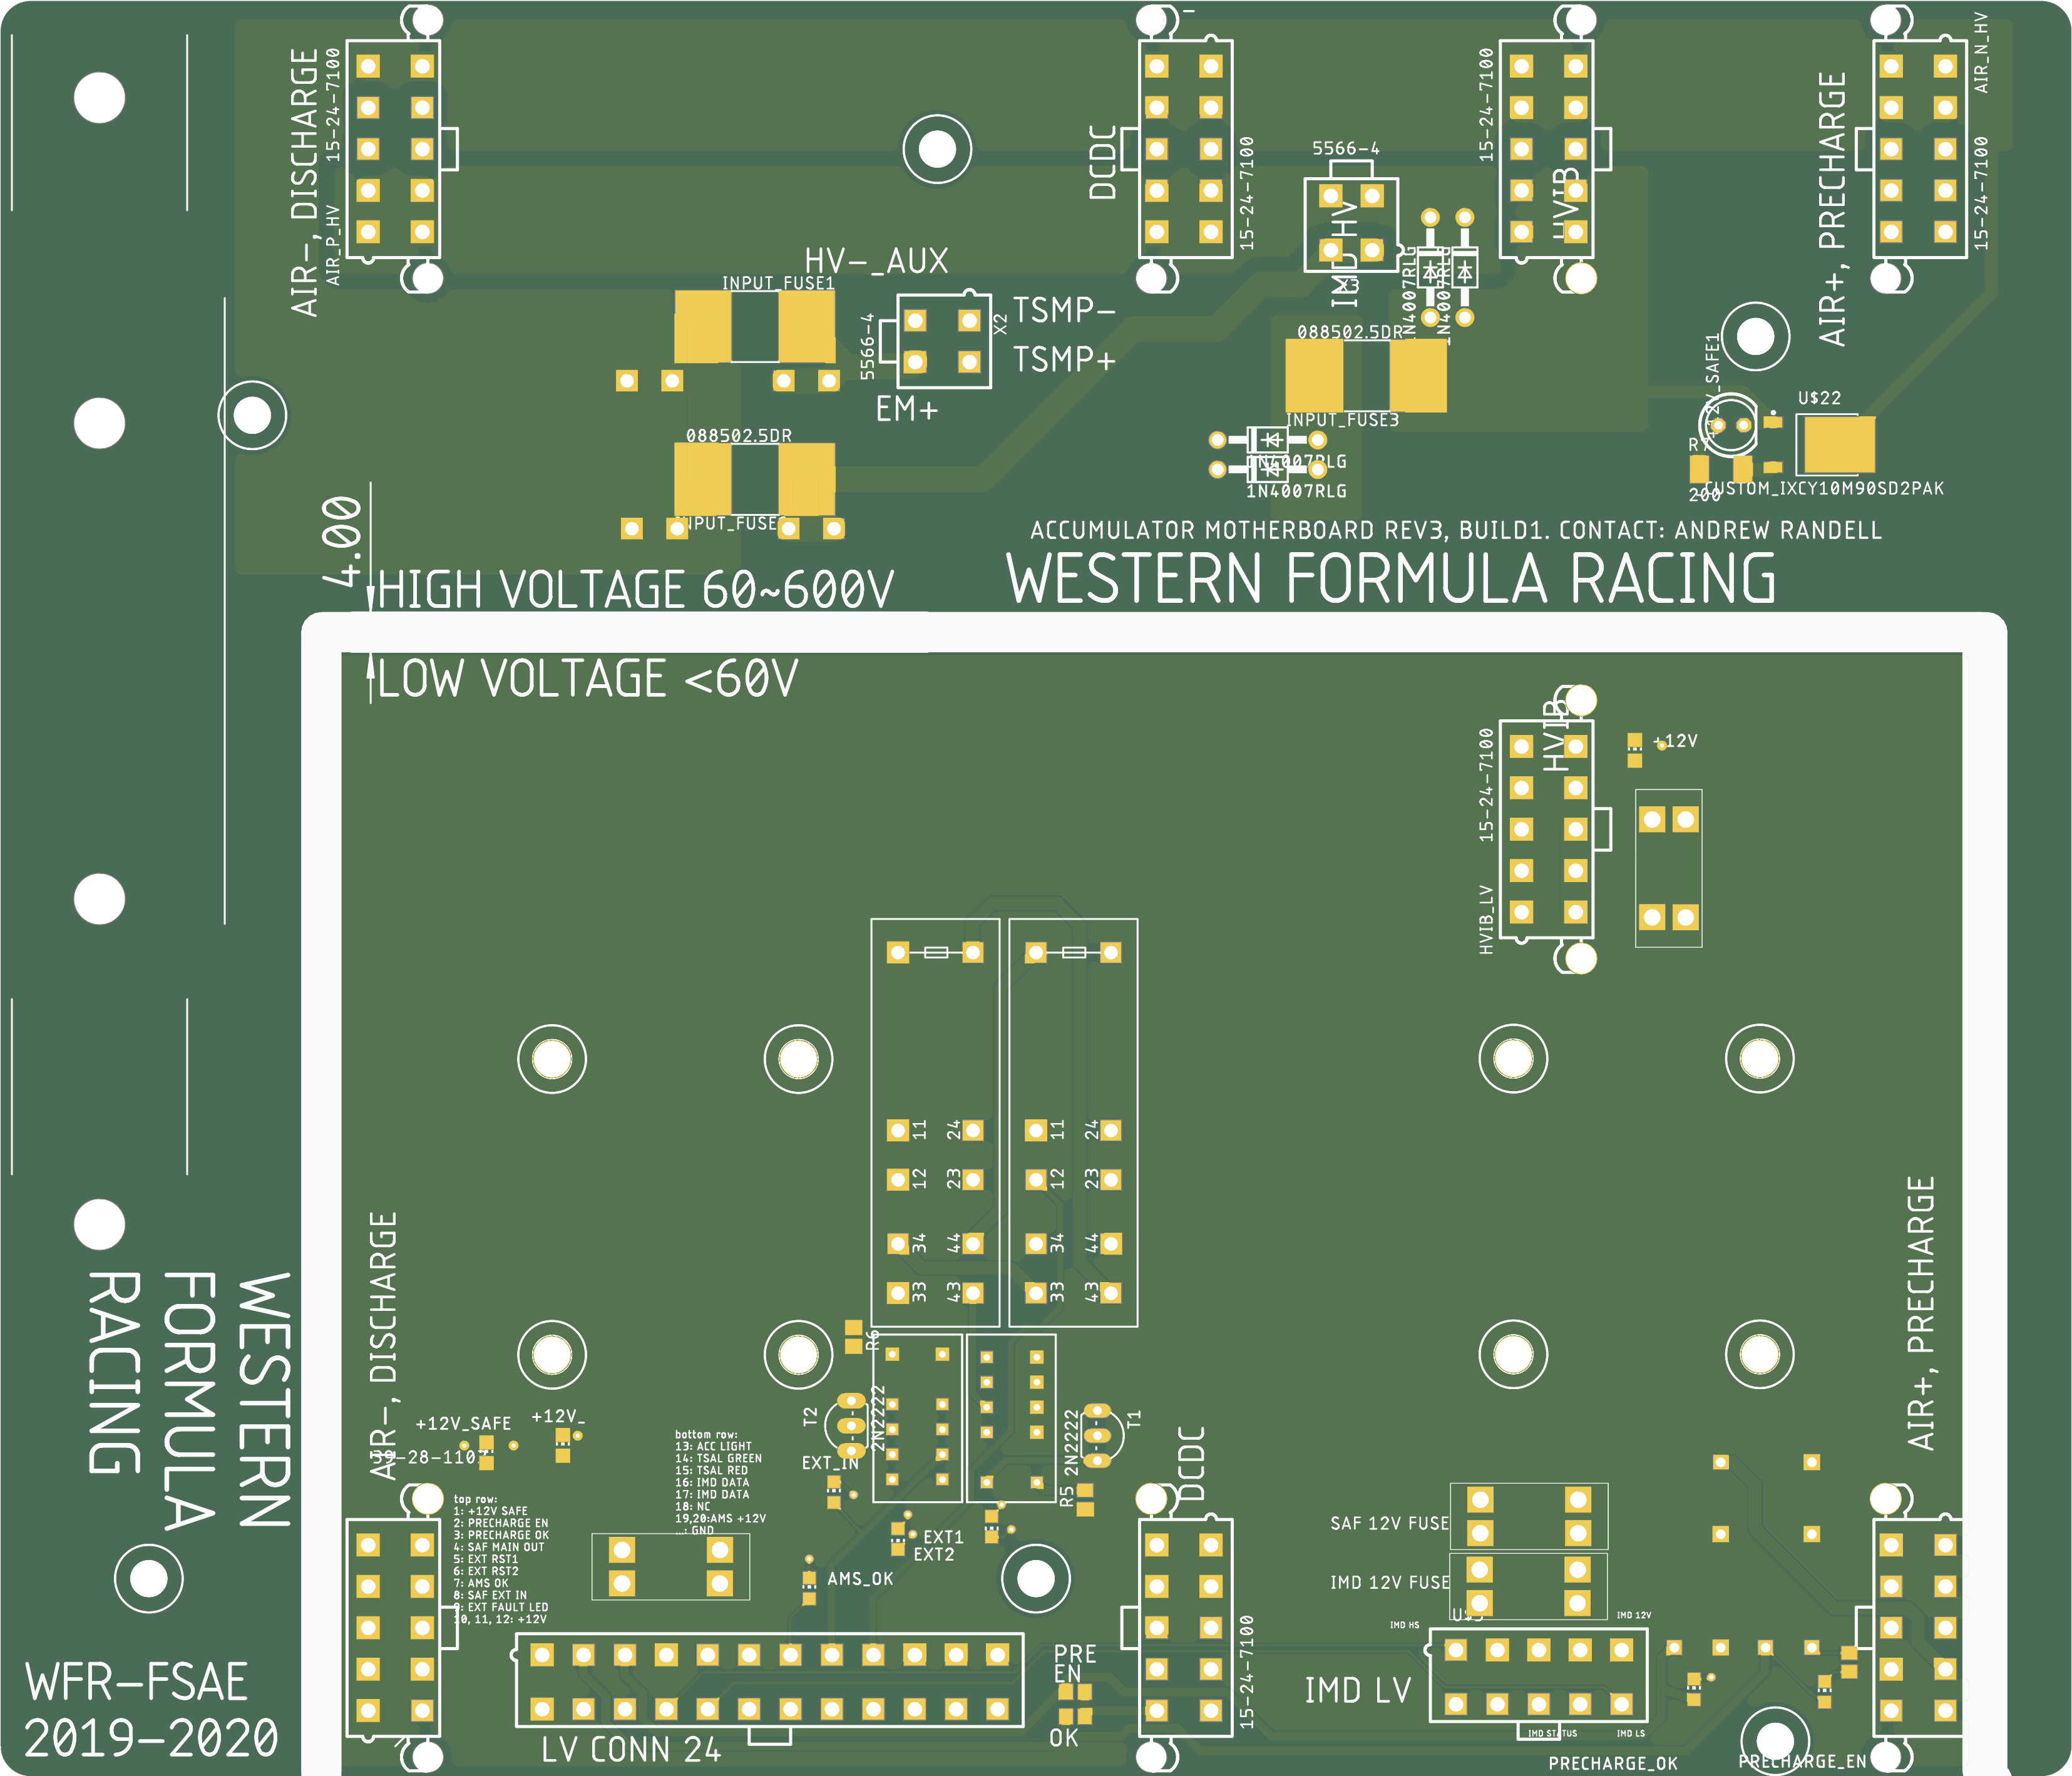 -
AIR-, DISCHARGE
15-24-7100
AIR_P_HV
DCDC
15-24-7100
5566-4
IMD HV
X3
15-24-7100
HVIB
AIR+, PRECHARGE
AIR_N_HV
15-24-7100
HV-_AUX
INPUT_FUSE1
5566-4
X2
TSMP-
TSMP+
EM+
1N4007RLG
1N4007RLG
088502.5DR
INPUT_FUSE3
088502.5DR
1N4007RLG
1N4007RLG
U$22
R7
200
CUSTOM_IXCY10M90SD2PAK
4.00
ACCUMULATOR MOTHERBOARD REV3, BUILD1. CONTACT: ANDREW RANDELL
WESTERN FORMULA RACING
HIGH VOLTAGE 60~600V
LOW VOLTAGE <60V
HVIB
15-24-7100
HVIB_LV
+12V
11
24
11
24
12
23
12
23
34
44
34
44
33
43
33
43
WESTERN
FORMULA
RACING
AIR-, DISCHARGE
AIR+, PRECHARGE
R6
+12V_SAFE
+12V_
T2
2N2222
2N2222
T1
EXT_IN
R5
DCDC
bottom row:
13: ACC LIGHT
14: TSAL GREEN
15: TSAL RED
16: IMD DATA
17: IMD DATA
18: NC
19,20:AMS +12V
...: GND
top row:
1: +12V SAFE
2: PRECHARGE EN
3: PRECHARGE OK
4: SAF MAIN OUT
5: EXT RST1
6: EXT RST2
7: AMS OK
8: SAF EXT IN
9: EXT FAULT LED
10, 11, 12: +12V
EXT1
EXT2
AMS_OK
SAF 12V FUSE
IMD 12V FUSE
IMD HS
IMD 12V
PRE
EN
OK
15-24-7100
IMD LV
IMD STATUS
IMD LS
PRECHARGE_OK
PRECHARGE_EN
LV CONN 24
WFR-FSAE
2019-2020